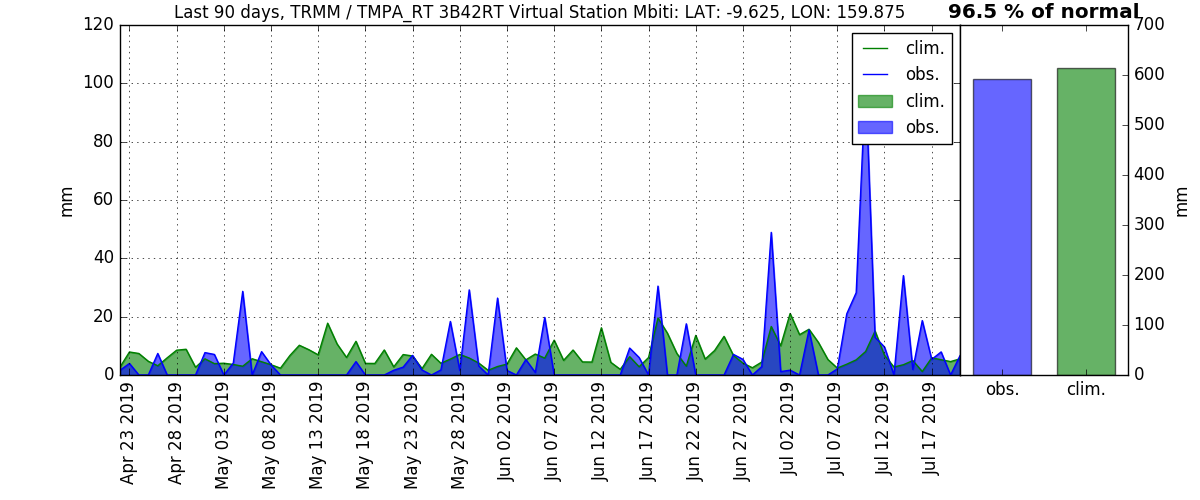 Last 90 days, TRMM / TMPA_RT 3B42RT Virtual Station Mbiti: LAT: -9.625, LON: 159.875
96.5 % of normal
120
100
80
60
40
20
0
mm
clim.
obs.
clim.
obs.
700
600
500
400
300
200
100
0
mm
obs.
clim.
Apr 23 2019
Apr 28 2019
May 03 2019
May 08 2019
May 13 2019
May 18 2019
May 23 2019
May 28 2019
Jun 02 2019
Jun 07 2019
Jun 12 2019
Jun 17 2019
Jun 22 2019
Jun 27 2019
Jul 02 2019
Jul 07 2019
Jul 12 2019
Jul 17 2019